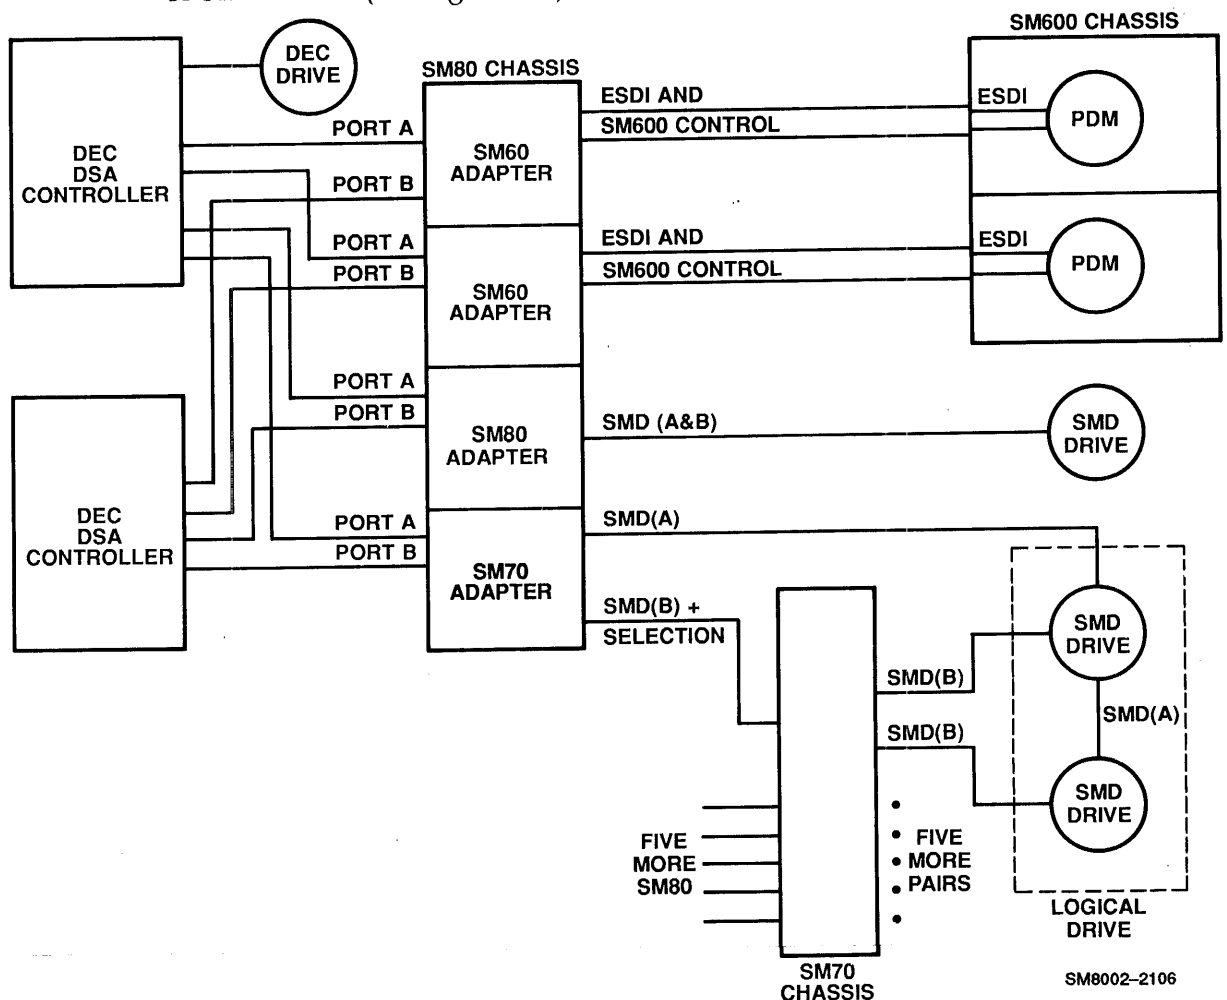 SM600 CHASSIS
DEC
DRIVE
SM80 CHASSIS
DEC
DSA
CONTROLLER
PORT A
PORT B
SM60
ADAPTER
ESDI AND
SM600 CONTROL
ESDI
PDM
PORT A
PORT B
SM60
ADAPTER
ESDI AND
SM600 CONTROL
ESDI
PDM
PORT A
PORT B
SM80
ADAPTER
SMD (A&B)
SMD
DRIVE
DEC
DSA
CONTROLLER
PORT A
PORT B
SM70
ADAPTER
SMD(A)
SMD(B) +
SELECTION
SMD(B)
SMD
DRIVE
SMD(A)
SMD(B)
SMD
DRIVE
FIVE
MORE
SM80
FIVE
MORE
PAIRS
LOGICAL
DRIVE
SM70
CHASSIS
SM8002–2106